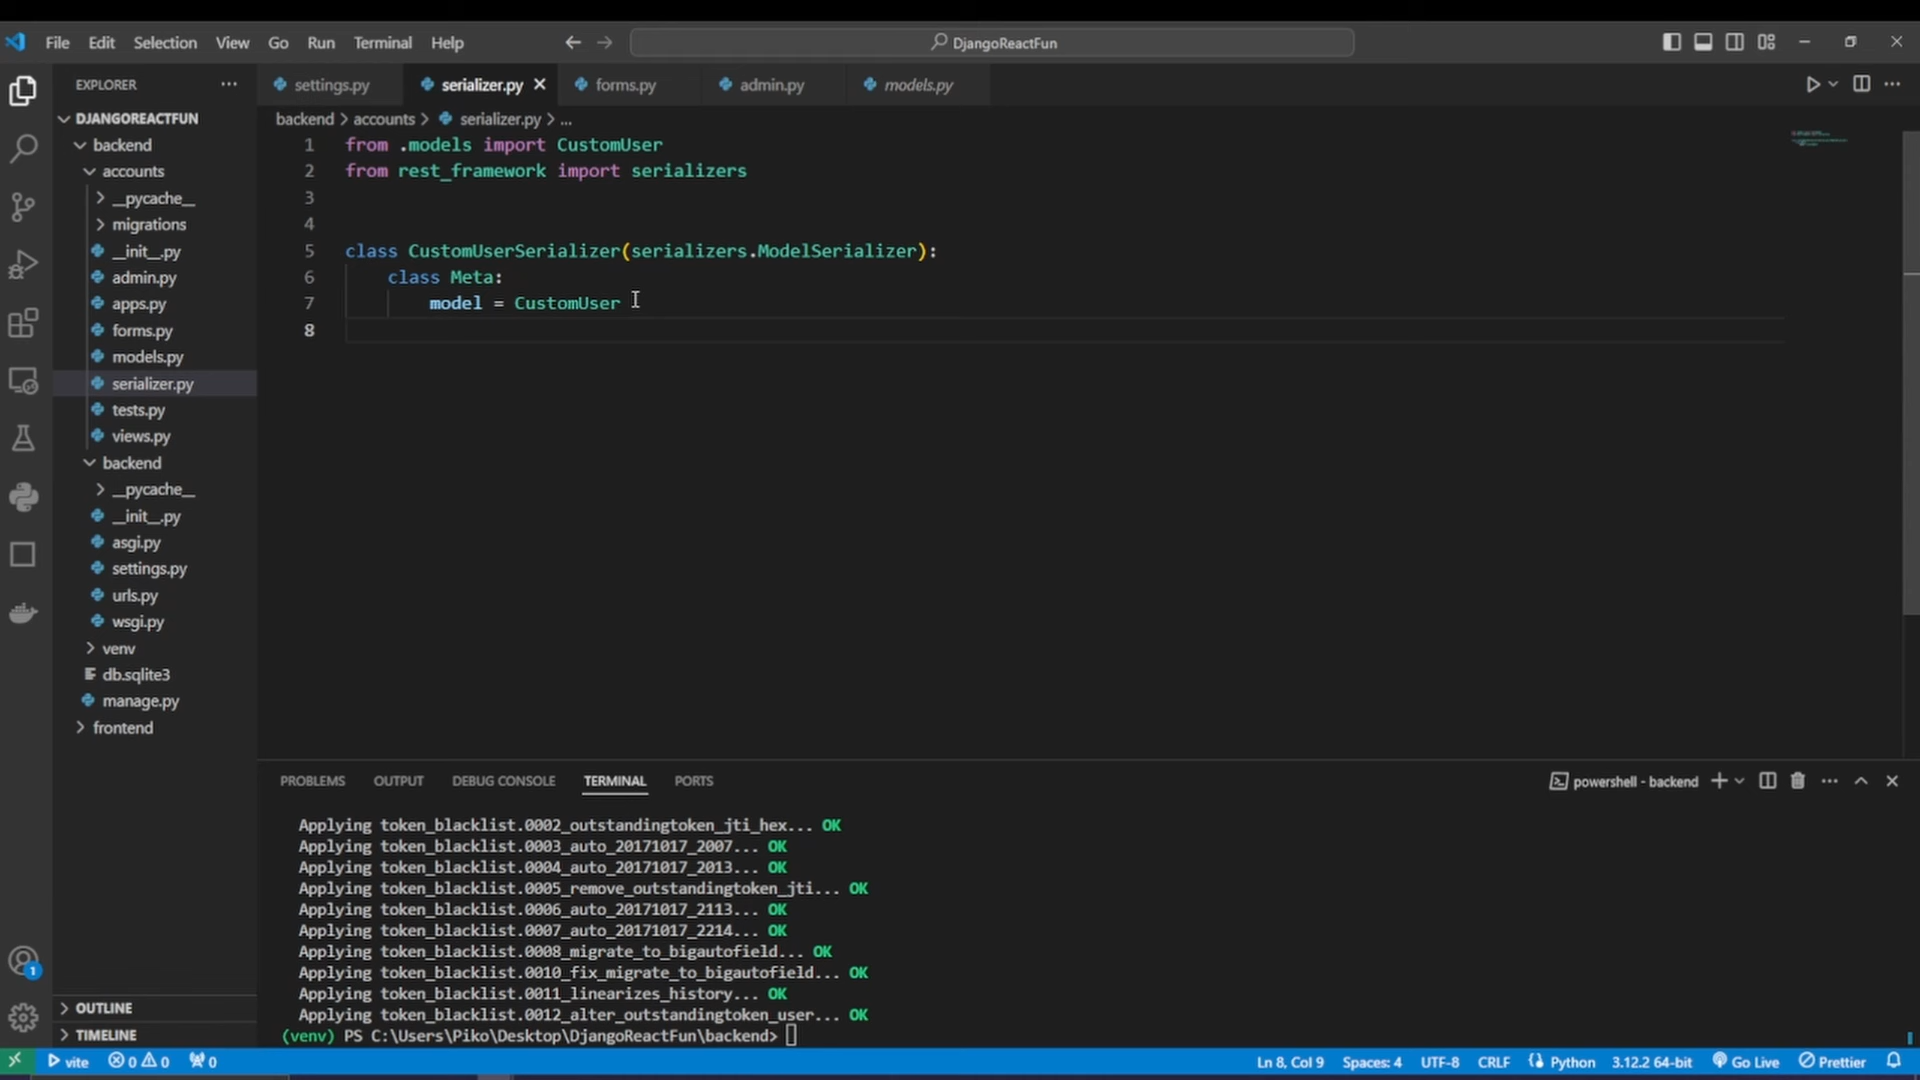 File Edit Selection View Go Run Terminal Help
DjangoReactFun
EXPLORER
settings.py
serializer.py
forms.py
admin.py
models.py
DJANGOREACTFUN
backend > accounts > serializer.py > ...
backend
accounts
__pycache__
migrations
__init__.py
admin.py
apps.py
forms.py
models.py
serializer.py
tests.py
views.py
backend
__pycache__
__init__.py
asgi.py
settings.py
urls.py
wsgi.py
venv
db.sqlite3
manage.py
frontend
OUTLINE
TIMELINE
1 from .models import CustomUser
2 from rest_framework import serializers
3
4
5 class CustomUserSerializer(serializers.ModelSerializer):
6 class Meta:
7 model = CustomUser
8
PROBLEMS OUTPUT DEBUG CONSOLE TERMINAL PORTS
powershell - backend
Applying token_blacklist.0002_outstandingtoken_jti_hex... OK
Applying token_blacklist.0003_auto_20171017_2007... OK
Applying token_blacklist.0004_auto_20171017_2013... OK
Applying token_blacklist.0005_remove_outstandingtoken_jti... OK
Applying token_blacklist.0006_auto_20171017_2113... OK
Applying token_blacklist.0007_auto_20171017_2214... OK
Applying token_blacklist.0008_migrate_to_bigautofield... OK
Applying token_blacklist.0010_fix_migrate_to_bigautofield... OK
Applying token_blacklist.0011_linearizes_history... OK
Applying token_blacklist.0012_alter_outstandingtoken_user... OK
(venv) PS C:\Users\Piko\Desktop\DjangoReactFun\backend>
1
vite 0 0 0
Ln 8, Col 9 Spaces: 4 UTF-8 CRLF Python 3.12.2 64-bit Go Live Prettier